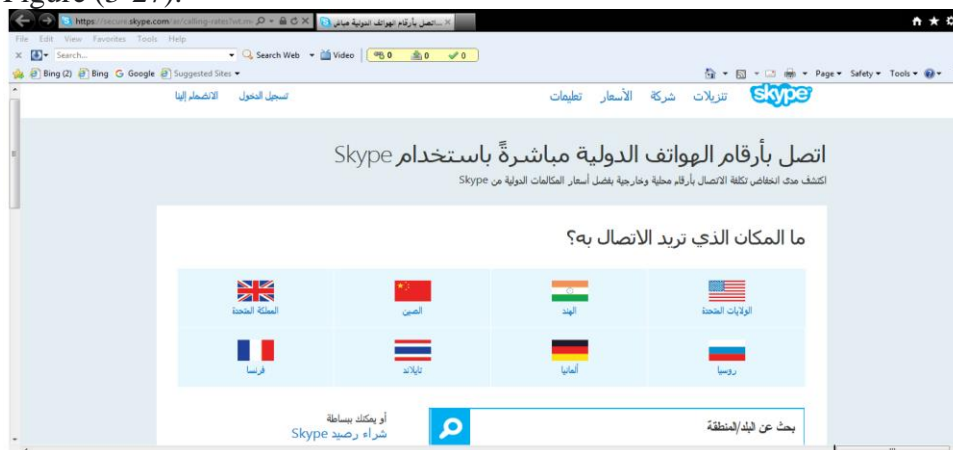 Figure (3-27).
https://secure.skype.com/ar/calling-rates?wt.m
اتصل بأرقام الهواتف الدولية مباشر...
File Edit View Favorites Tools Help
Search... Search Web Video 0 0 0
Bing (2) Bing Google Suggested Sites Page Safety Tools
skype تنزيلات شركة الأسعار تعليمات تسجيل الدخول الانضمام إلينا
اتصل بأرقام الهواتف الدولية مباشرةً باستخدام Skype
اكتشف مدى انخفاض تكلفة الاتصال بأرقام محلية وخارجية بفضل أسعار المكالمات الدولية من Skype
ما المكان الذي تريد الاتصال به؟
الولايات المتحدة الهند الصين المملكة المتحدة
روسيا ألمانيا تايلاند فرنسا
بحث عن البلد/المنطقة
أو يمكنك ببساطة
شراء رصيد Skype